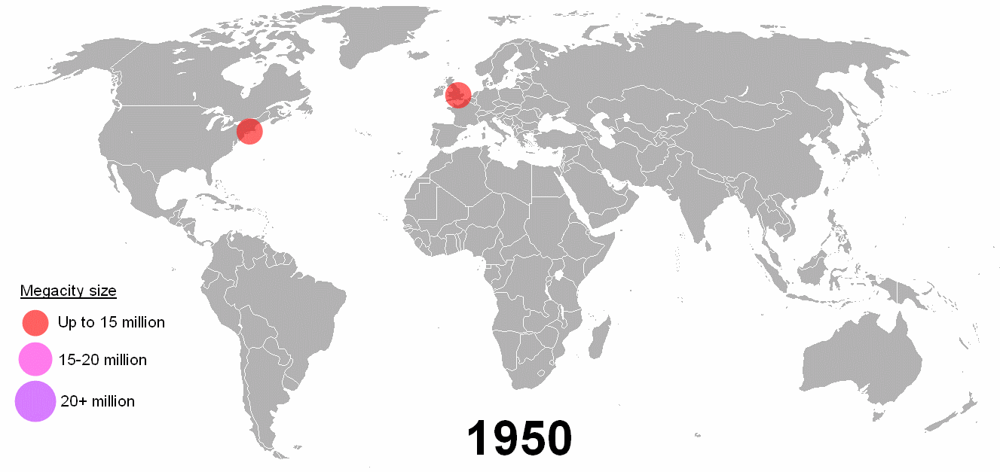 Megacity size
Up to 15 million
15-20 million
20+ million
1950